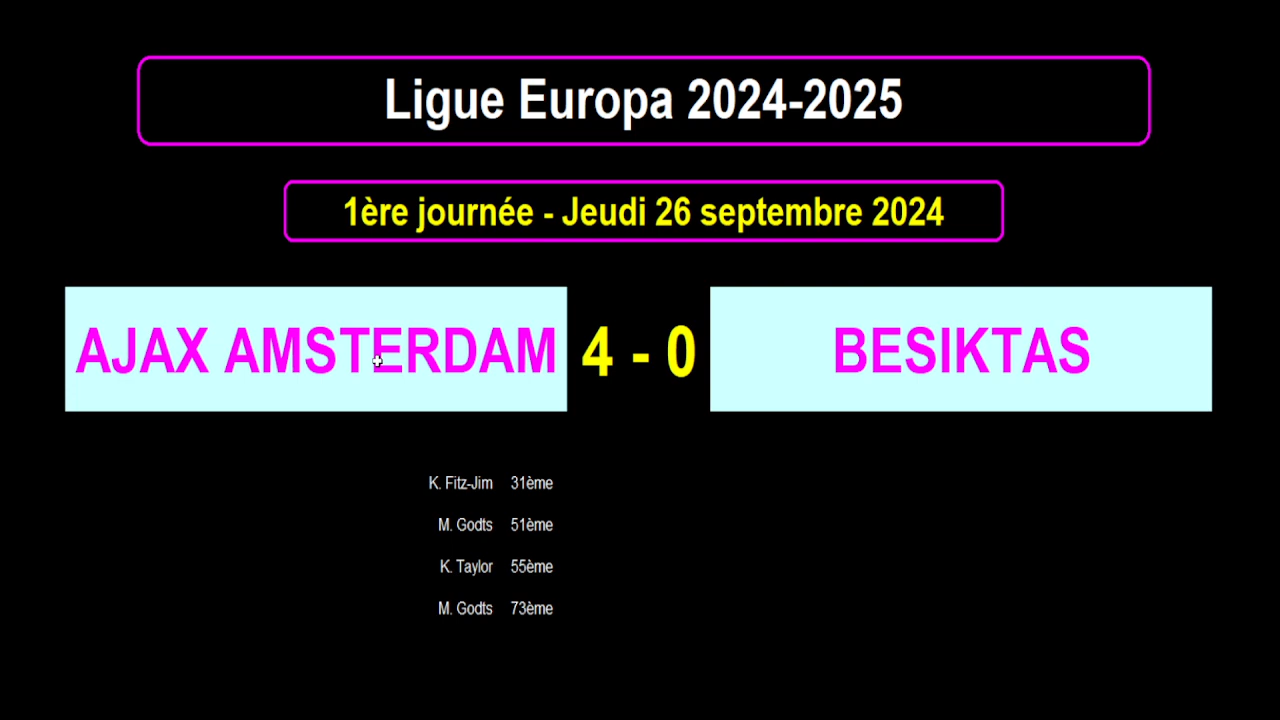 Ligue Europa 2024-2025
1ère journée - Jeudi 26 septembre 2024
AJAX AMSTERDAM 4 - 0 BESIKTAS
K. Fitz-Jim 31ème
M. Godts 51ème
K. Taylor 55ème
M. Godts 73ème